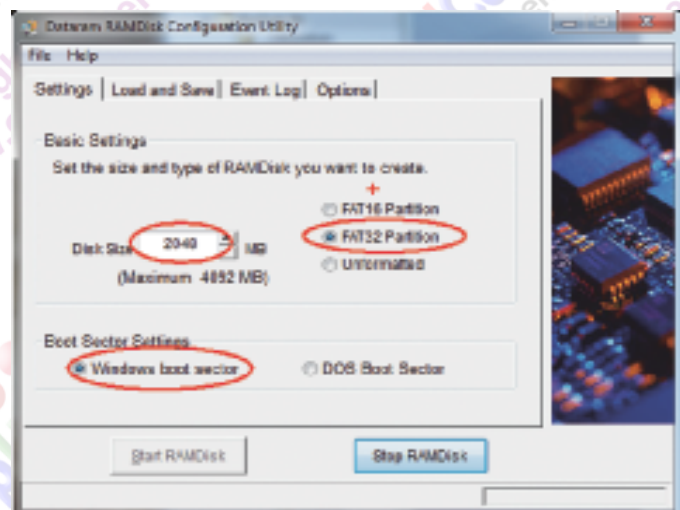 Dataram RAMDisk Configuration Utility
File Help
Settings Load and Save Event Log Options
Basic Settings
Set the size and type of RAMDisk you want to create.
FAT16 Partition
Disk Size 2048 MB
FAT32 Partition
Unformatted
(Maximum 4092 MB)
Boot Sector Settings
Windows boot sector
DOS Boot Sector
Start RAMDisk
Stop RAMDisk